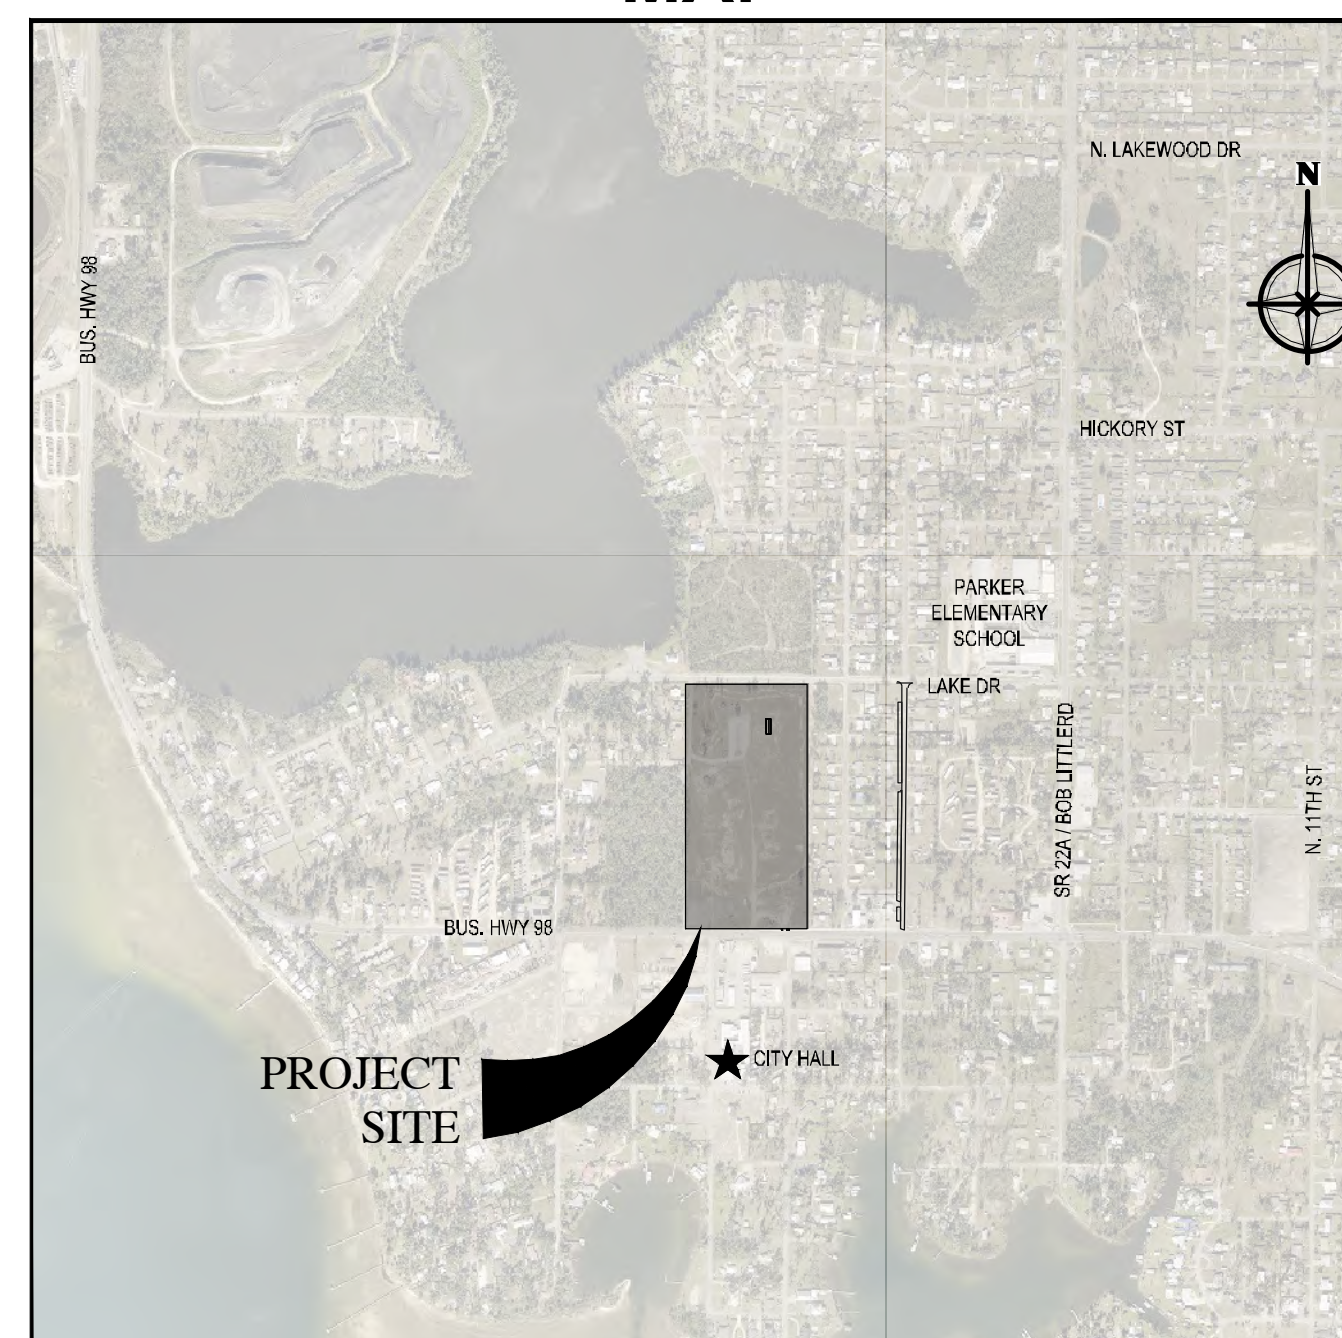 N. LAKEWOOD DR
N
BUS. HWY 98
HICKORY ST
PARKER
ELEMENTARY
SCHOOL
LAKE DR
SR 22A / BOB LITTLERD
N. 11TH ST
BUS. HWY 98
PROJECT
SITE
CITY HALL